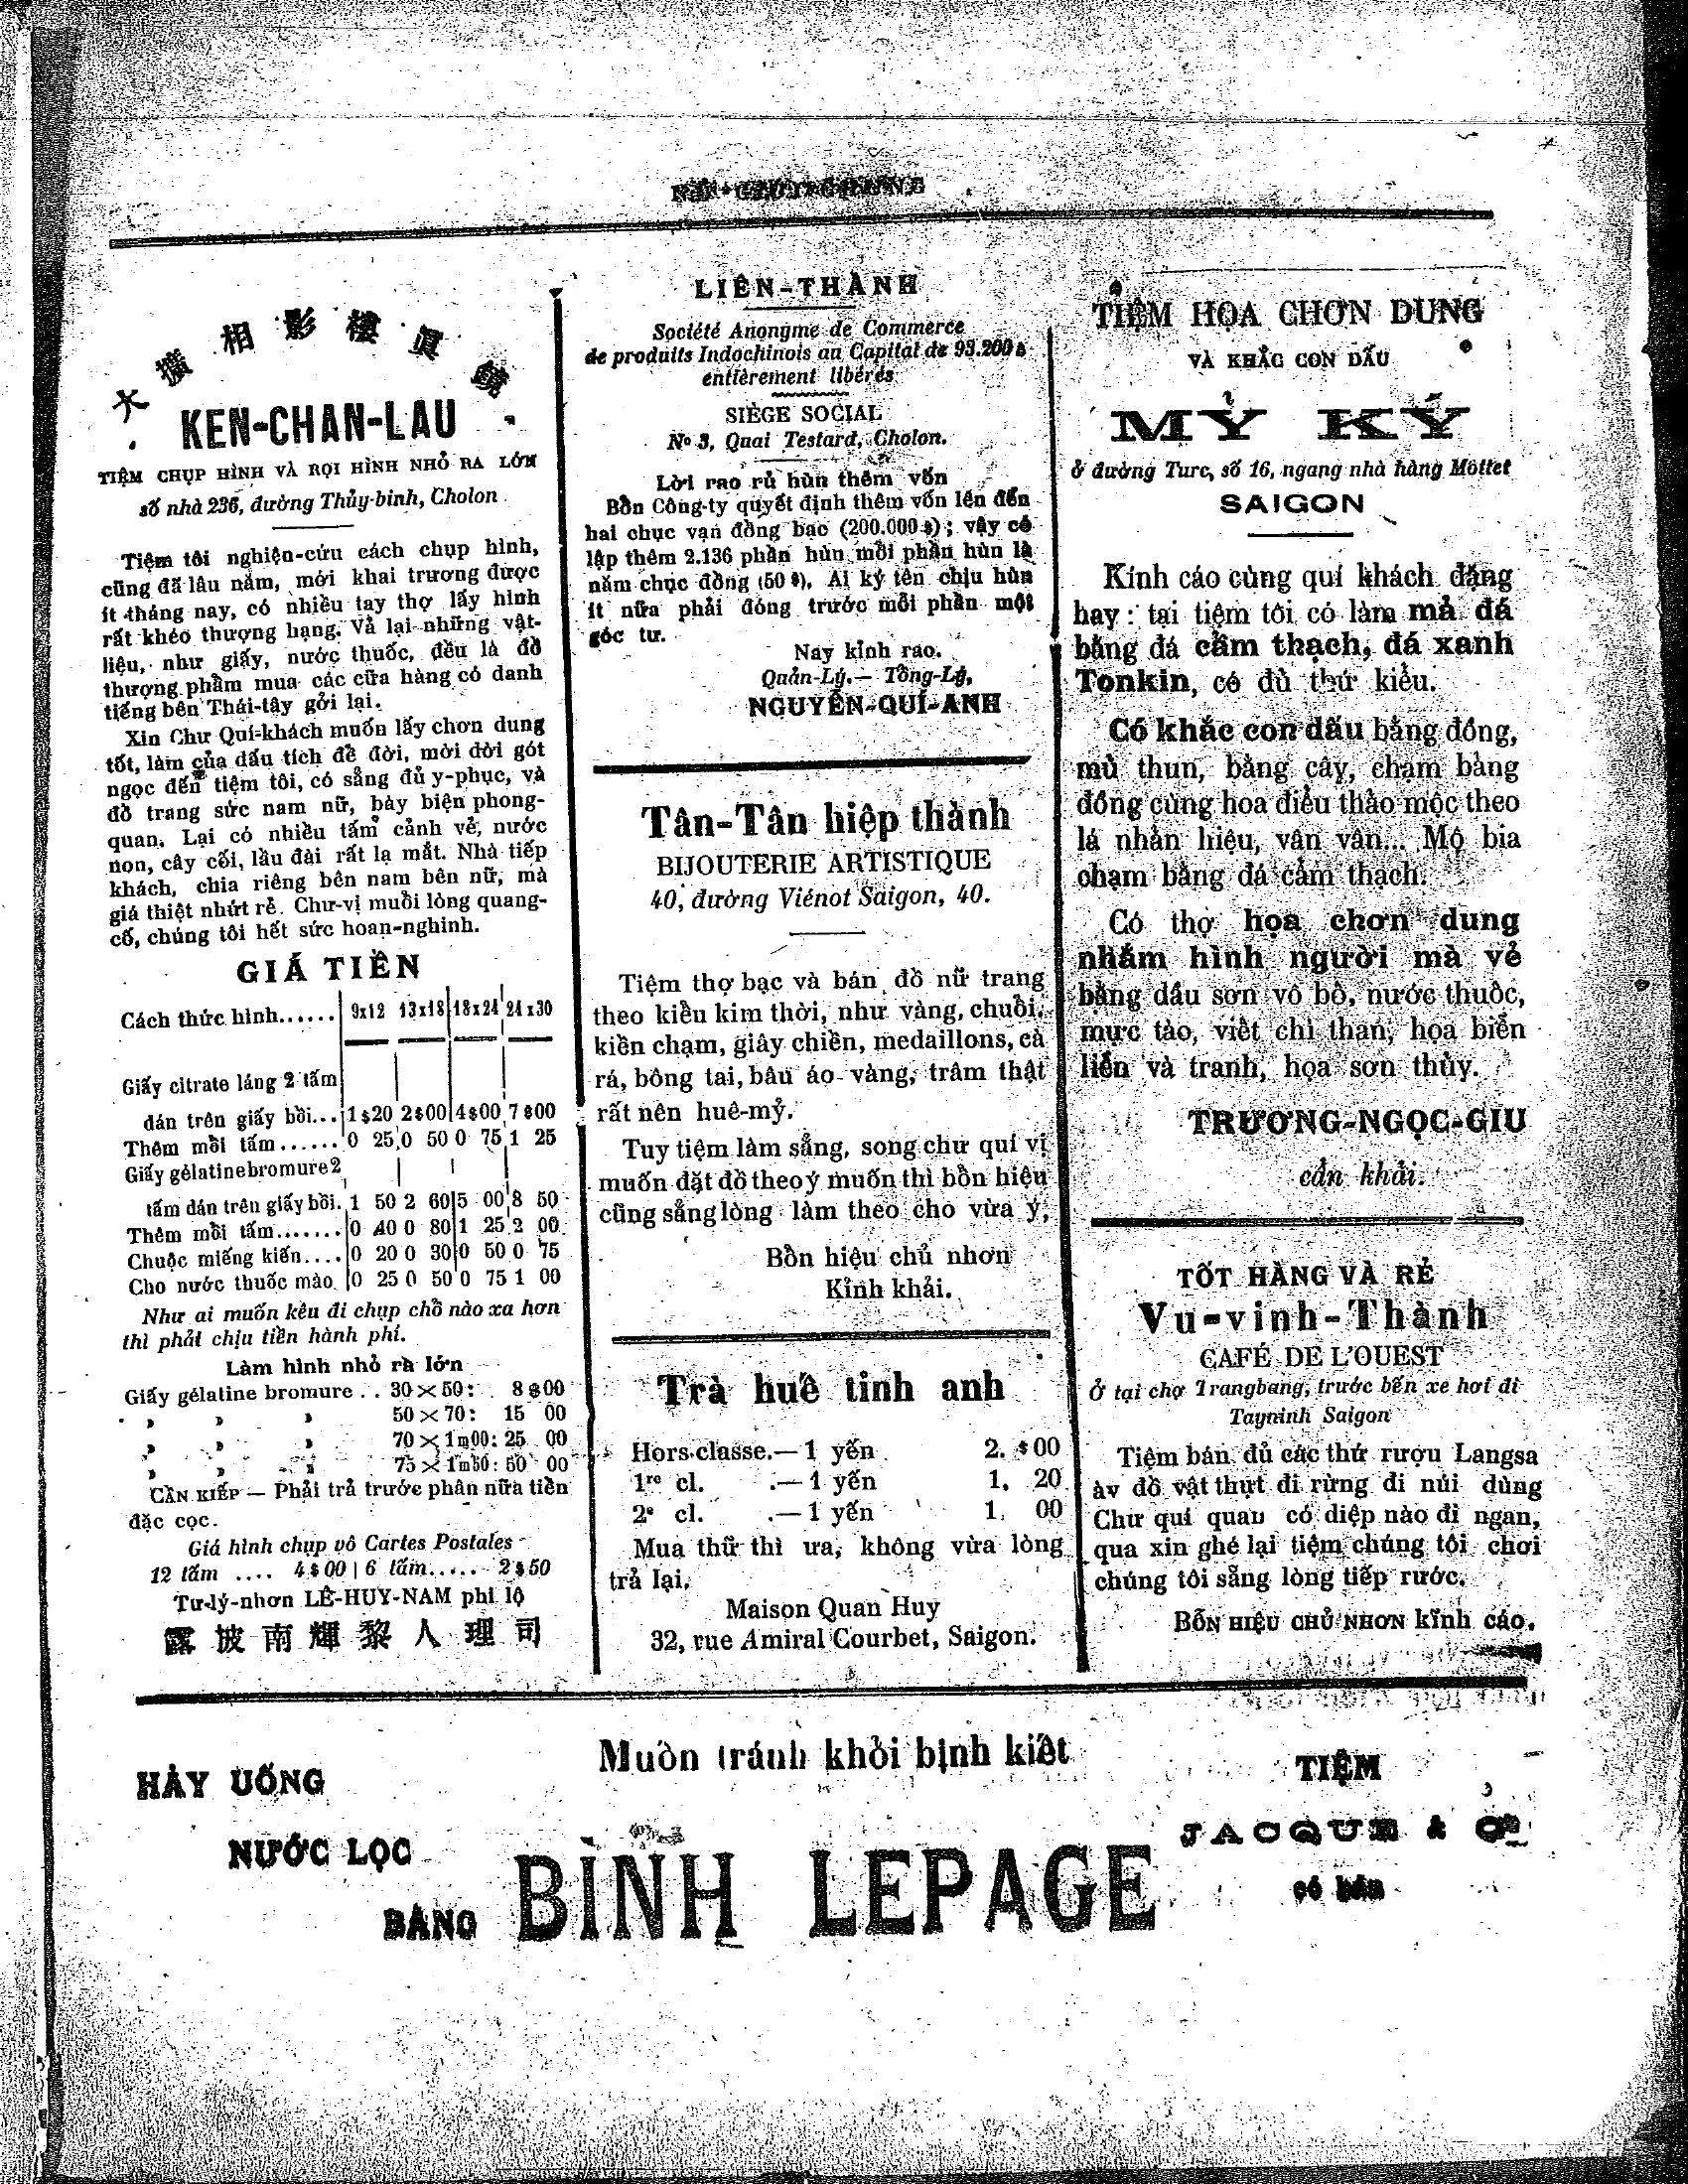 大擴相影樓眞鏡
KEN-CHAN-LAU
TIỆM CHỤP HÌNH VÀ RỌI HÌNH NHỎ RA LỚN
số nhà 236, đường Thủy-binh, Cholon
Tiệm tôi nghiện-cứu cách chụp hình,
cũng đã lâu năm, mới khai trương được
ít tháng nay, có nhiều tay thợ lấy hình
rất khéo thượng hạng. Vả lại những vật-
liệu, như giấy, nước thuốc, đều là đồ
thượng phẩm mua các cữa hàng có danh
tiếng bên Thái-tây gởi lại.
Xin Chư Quí-khách muốn lấy chơn dung
tốt, làm của dấu tích để đời, mời dời gót
ngọc đến tiệm tôi, có sẵng đủ y-phục, và
đồ trang sức nam nữ, bày biện phong-
quan. Lại có nhiều tấm cảnh vẽ, nước
non, cây cối, lầu đài rất lạ mắt. Nhà tiếp
khách, chia riêng bên nam bên nữ, mà
giá thiệt nhứt rẻ. Chư-vị muồi lòng quang-
cố, chúng tôi hết sức hoan-nghinh.
GIÁ TIỀN
Cách thức hình...... 9x12 13x18 18x24 24x30
Giấy citrate láng 2 tấm
dán trên giấy bồi... 1$20 2$00 4$00 7$00
Thêm mồi tấm...... 0 25 0 50 0 75 1 25
Giấy gélatine bromure 2
tấm dán trên giấy bồi. 1 50 2 60 5 00 8 50
Thêm mồi tấm....... 0 40 0 80 1 25 2 00
Chuộc miếng kiến.... 0 20 0 30 0 50 0 75
Cho nước thuốc mào. 0 25 0 50 0 75 1 00
Như ai muốn kêu đi chụp chỗ nào xa hơn
thì phải chịu tiền hành phí.
Làm hình nhỏ ra lớn
Giấy gélatine bromure . . 30 × 50 : 8 $ 00
» » » 50 × 70 : 15 00
» » » 70 × 1m00 : 25 00
» » » 75 × 1m50 : 50 00
CẦN KIẾP — Phải trả trước phân nữa tiền
đặc cọc.
Giá hình chụp vô Cartes Postales
12 tấm .... 4$00 | 6 tấm..... 2$50
Tư-lý-nhơn LÊ-HUY-NAM phi lộ
露披南輝黎人理司
LIÊN-THÀNH
Société Anonyme de Commerce
de produits Indochinois au Capital de 93.200 $
entièrement libérés
SIÈGE SOCIAL
Nº 3, Quai Testard, Cholon.
Lời rao rủ hùn thêm vốn
Bồn Công-ty quyết định thêm vốn lên đến
hai chục vạn đồng bạc (200.000 $) ; vậy có
lập thêm 2.136 phần hùn mồi phần hùn là
năm chục đồng (50 $). Ai ký tên chịu hùn
ít nữa phải đóng trước mỗi phần một
góc tư.
Nay kính rao.
Quản-Lý.— Tổng-Lý,
NGUYỄN-QUÍ-ANH
Tân-Tân hiệp thành
BIJOUTERIE ARTISTIQUE
40, đường Viénot Saigon, 40.
Tiệm thợ bạc và bán đồ nữ trang
theo kiểu kim thời, như vàng, chuỗi,
kiền chạm, giây chiền, medaillons, cà
rá, bông tai, bâu áo vàng, trâm thật
rất nên huê-mỷ.
Tuy tiệm làm sẵng, song chư quí vị
muốn đặt đồ theo ý muốn thì bồn hiệu
cũng sẵng lòng làm theo cho vừa ý,
Bồn hiệu chủ nhơn
Kỉnh khải.
Trà huế tinh anh
Hors classe.— 1 yến 2. $00
1re cl. .— 1 yến 1. 20
2e cl. .— 1 yến 1. 00
Mua thữ thì ưa, không vừa lòng
trả lại.
Maison Quan Huy
32, rue Amiral Courbet, Saigon.
TIỆM HỌA CHƠN DUNG
VÀ KHẮC CON DẤU
MỶ KÝ
ở đường Turc, số 16, ngang nhà hàng Mottet
SAIGON
Kính cáo cùng quí khách đặng
hay : tại tiệm tôi có làm mả đá
bằng đá cẩm thạch, đá xanh
Tonkin, có đủ thứ kiểu.
Có khắc con dấu bằng đồng,
mủ thun, bằng cây, chạm bằng
đồng cùng hoa điểu thảo mộc theo
lá nhản hiệu, vân vân... Mộ bia
chạm bằng đá cẩm thạch.
Có thợ họa chơn dung
nhắm hình người mà vẻ
bằng dầu sơn vô bố, nước thuốc,
mực tào, viết chì than, họa biển
liển và tranh, họa sơn thủy.
TRƯƠNG-NGỌC-GIU
cẩn khải.
TỐT HÀNG VÀ RẺ
Vu-vinh-Thành
CAFÉ DE L'OUEST
Ở tại chợ Trangbang, trước bến xe hơi đi
Tayninh Saigon
Tiệm bán đủ các thứ rượu Langsa
àv đồ vật thựt đi rừng đi núi dùng
Chư quí quan có diệp nào đi ngan,
qua xin ghé lại tiệm chúng tôi chơi
chúng tôi sẵng lòng tiếp rước.
BỔN HIỆU CHỦ NHƠN kỉnh cáo.
HÃY UỐNG
NƯỚC LỌC
BẰNG
Muốn tránh khỏi bịnh kiết
BÌNH LEPAGE
TIỆM
JACQUE & Cie
có bán